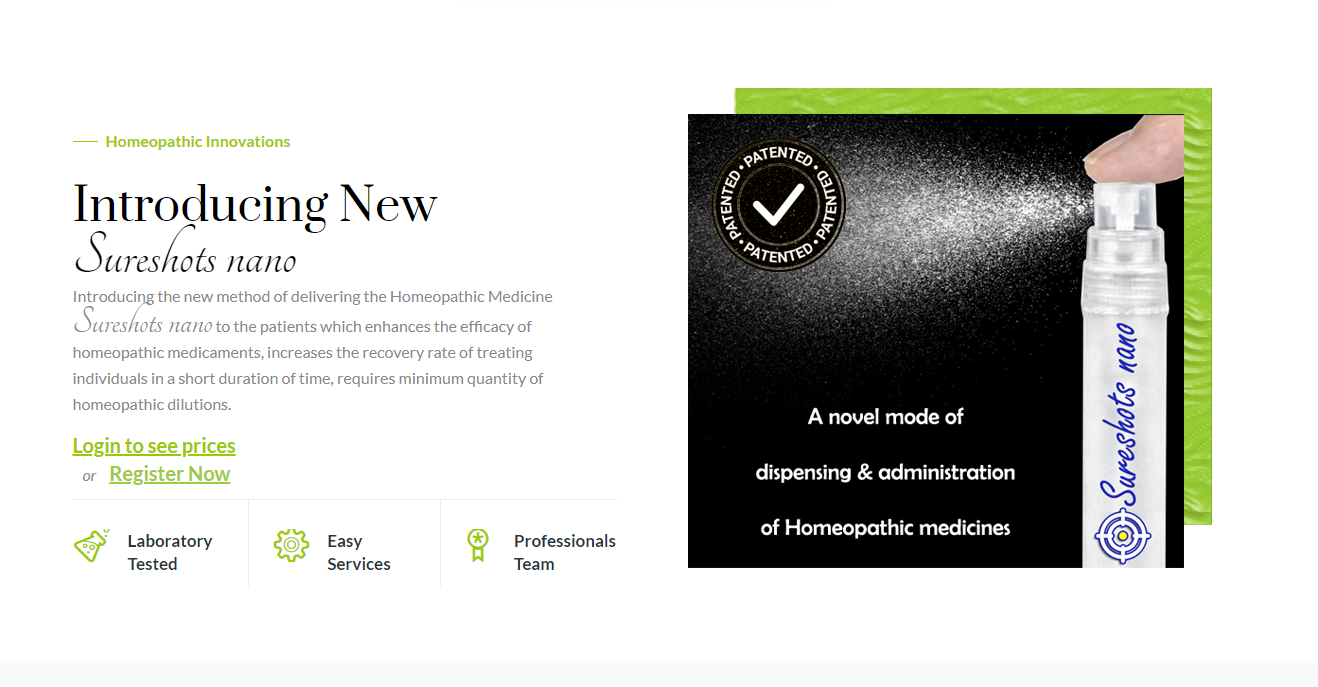 Homeopathic Innovations
Introducing New
Sureshots nano
Introducing the new method of delivering the Homeopathic Medicine
Sureshots nano to the patients which enhances the efficacy of
homeopathic medicaments, increases the recovery rate of treating
individuals in a short duration of time, requires minimum quantity of
homeopathic dilutions.
Login to see prices
or Register Now
Laboratory
Tested
Easy
Services
Professionals
Team
PATENTED • PATENTED • PATENTED • PATENTED •
A novel mode of
dispensing & administration
of Homeopathic medicines
Sureshots nano